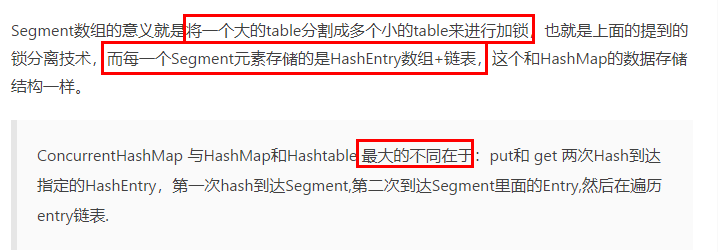 Segment数组的意义就是将一个大的table分割成多个小的table来进行加锁，也就是上面的提到的
锁分离技术，而每一个Segment元素存储的是HashEntry数组+链表，这个和HashMap的数据存储
结构一样。
ConcurrentHashMap 与HashMap和Hashtable 最大的不同在于：put和 get 两次Hash到达
指定的HashEntry，第一次hash到达Segment,第二次到达Segment里面的Entry,然后在遍历
entry链表.